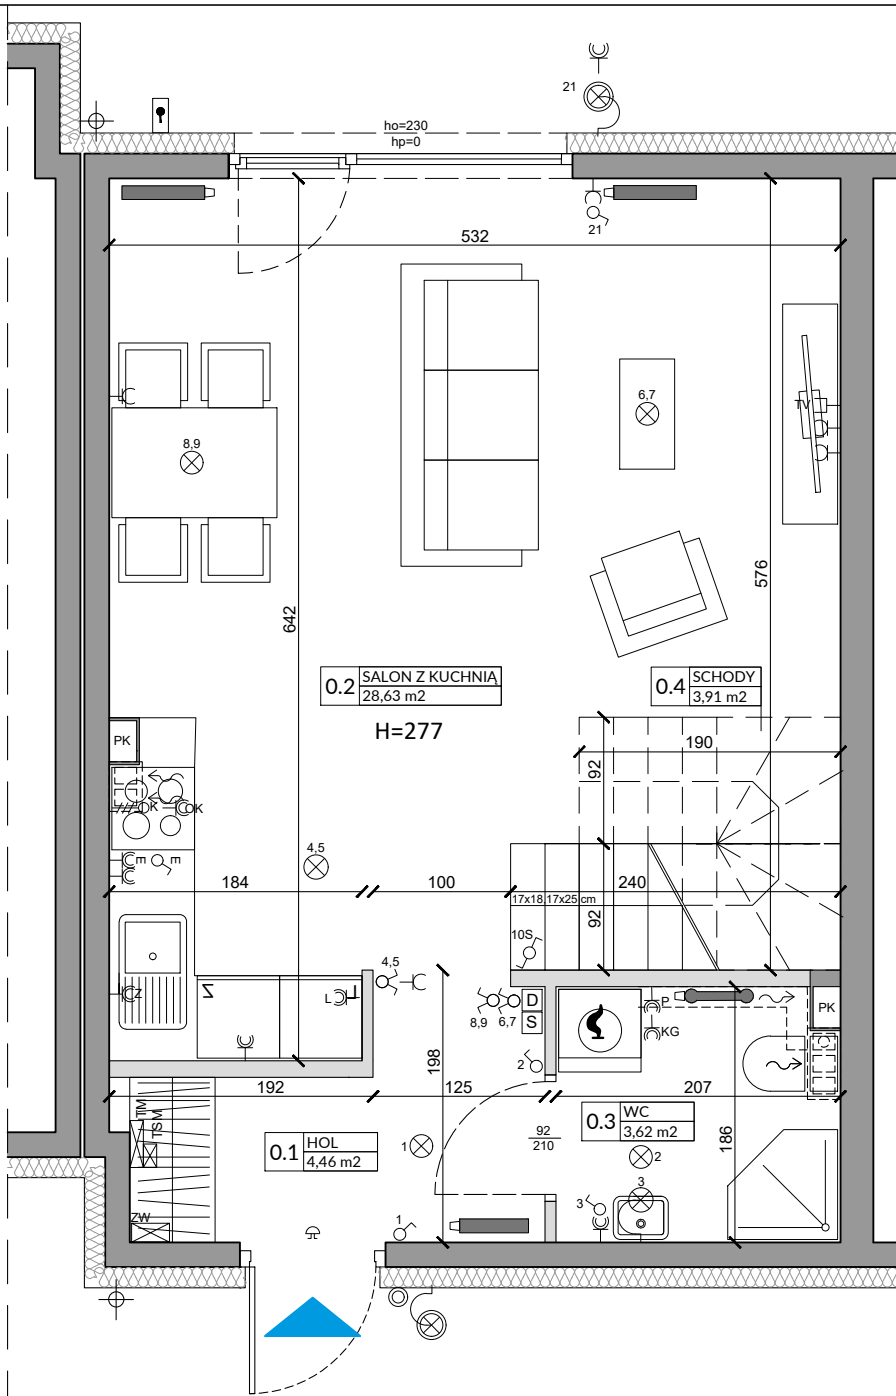 21
ho=230
hp=0
21
532
6,7
TV
8,9
576
642
0.2 SALON Z KUCHNIĄ
28,63 m2
0.4 SCHODY
3,91 m2
H=277
PK
190
92
K
OK
4,5
E
E
184
100
240
17x18,17x25 cm
92
10S
4,5
Z
Z
L
L
8,9
6,7
D
S
P
KG
PK
2
198
192
125
207
TM
TSM
0.1 HOL
4,46 m2
1
92
210
0.3 WC
3,62 m2
186
2
3
3
ZW
1